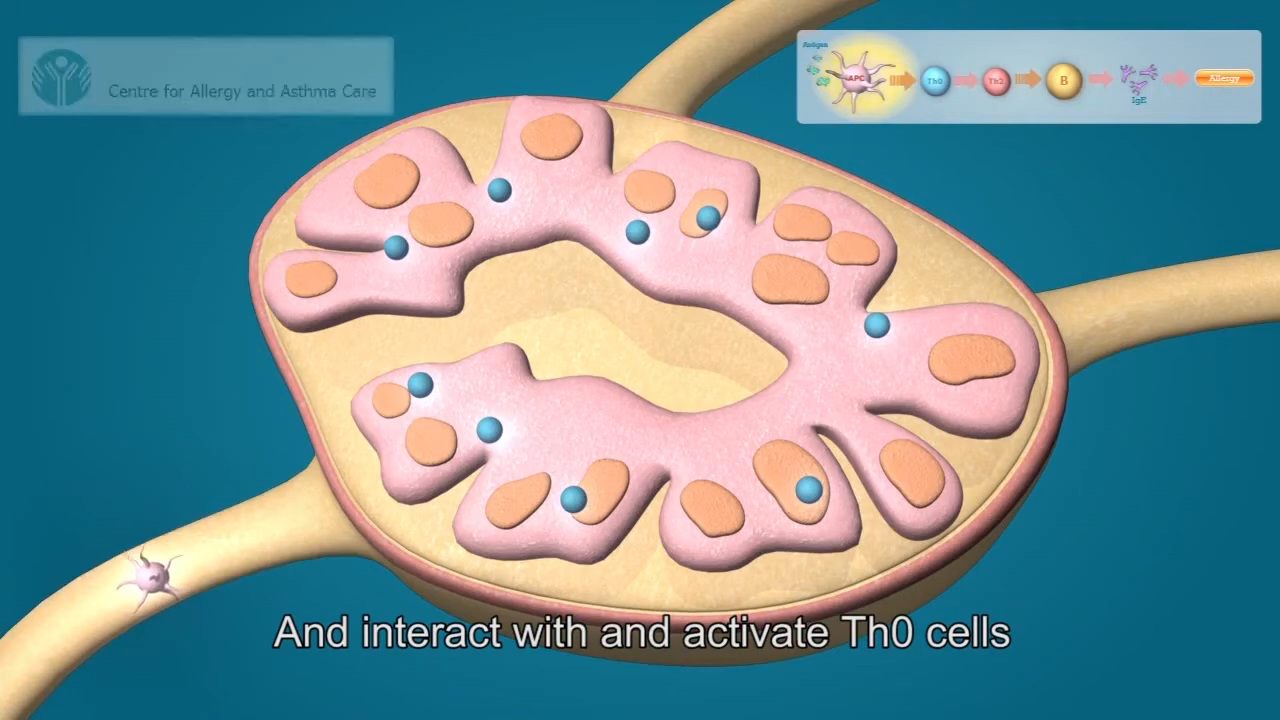 Centre for Allergy and Asthma Care
Antigen
APC
Th0
Th2
B
IgE
Allergy
And interact with and activate Th0 cells